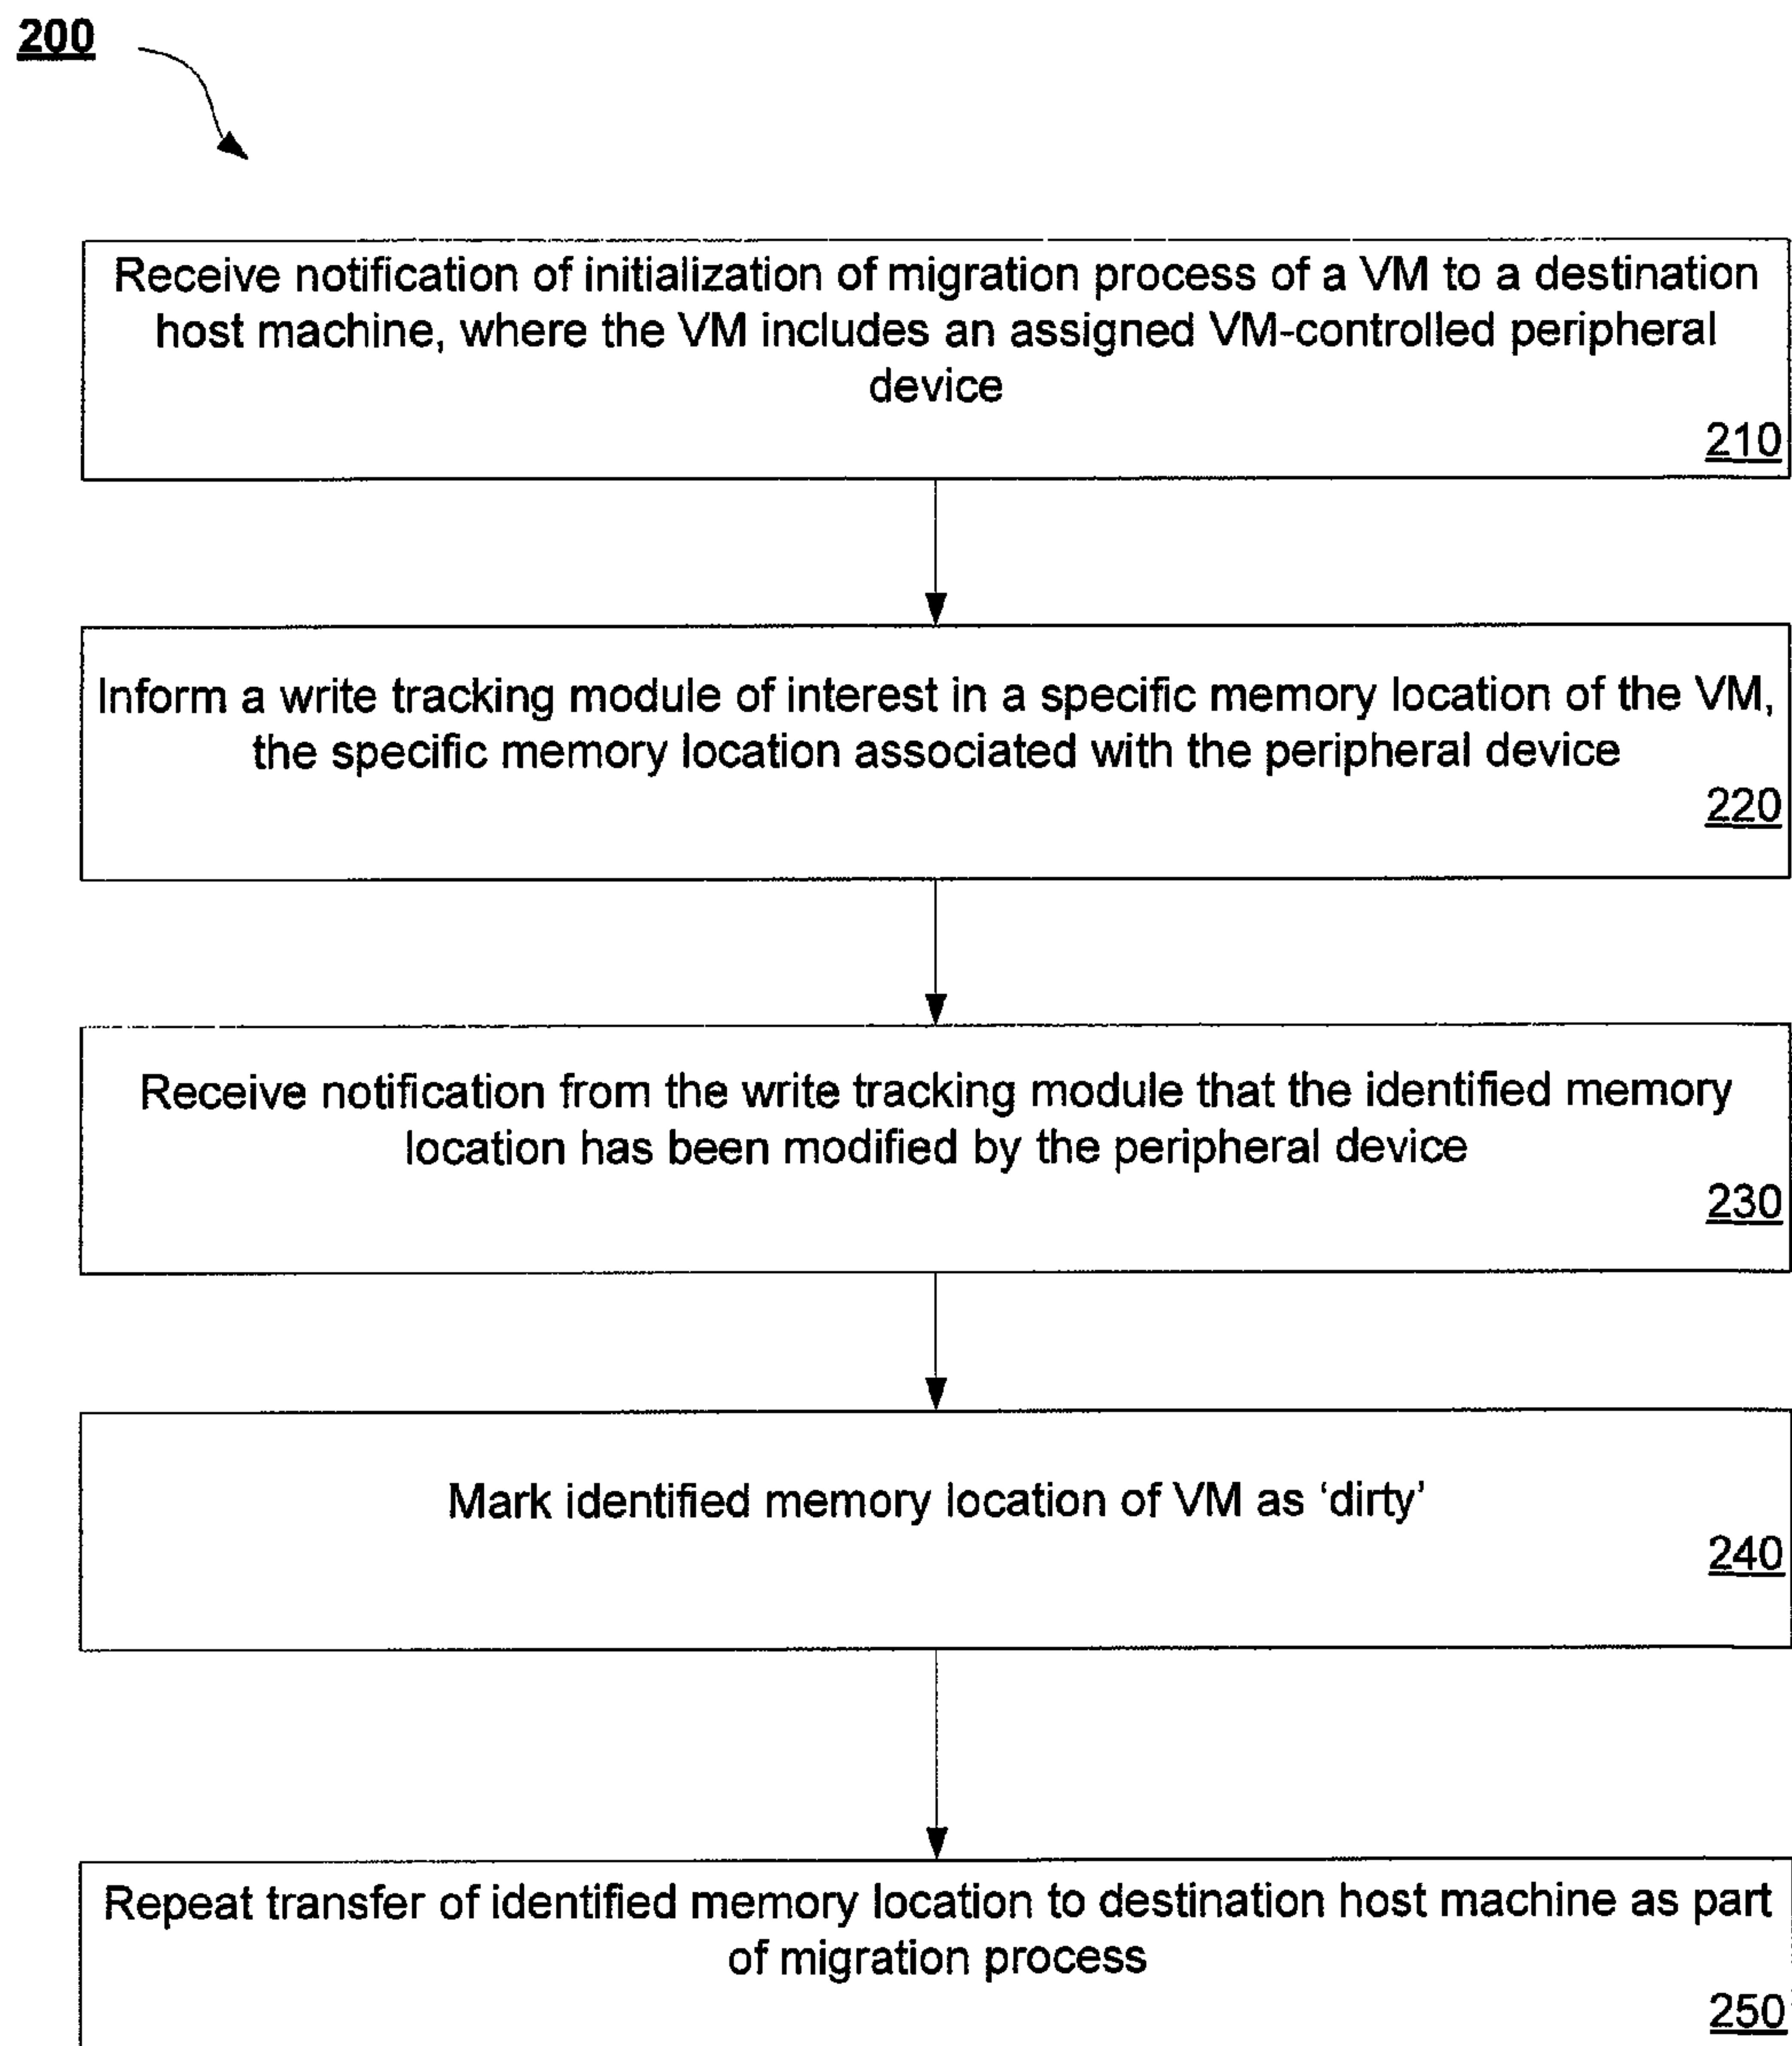 200
Receive notification of initialization of migration process of a VM to a destination
host machine, where the VM includes an assigned VM-controlled peripheral
device
210
Inform a write tracking module of interest in a specific memory location of the VM,
the specific memory location associated with the peripheral device
220
Receive notification from the write tracking module that the identified memory
location has been modified by the peripheral device
230
Mark identified memory location of VM as ‘dirty’
240
Repeat transfer of identified memory location to destination host machine as part
of migration process
250